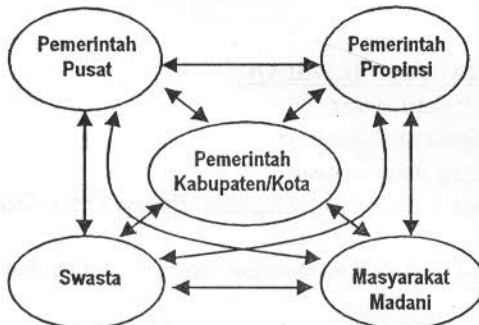 Pemerintah
Pusat
Pemerintah
Propinsi
Pemerintah
Kabupaten/Kota
Swasta
Masyarakat
Madani